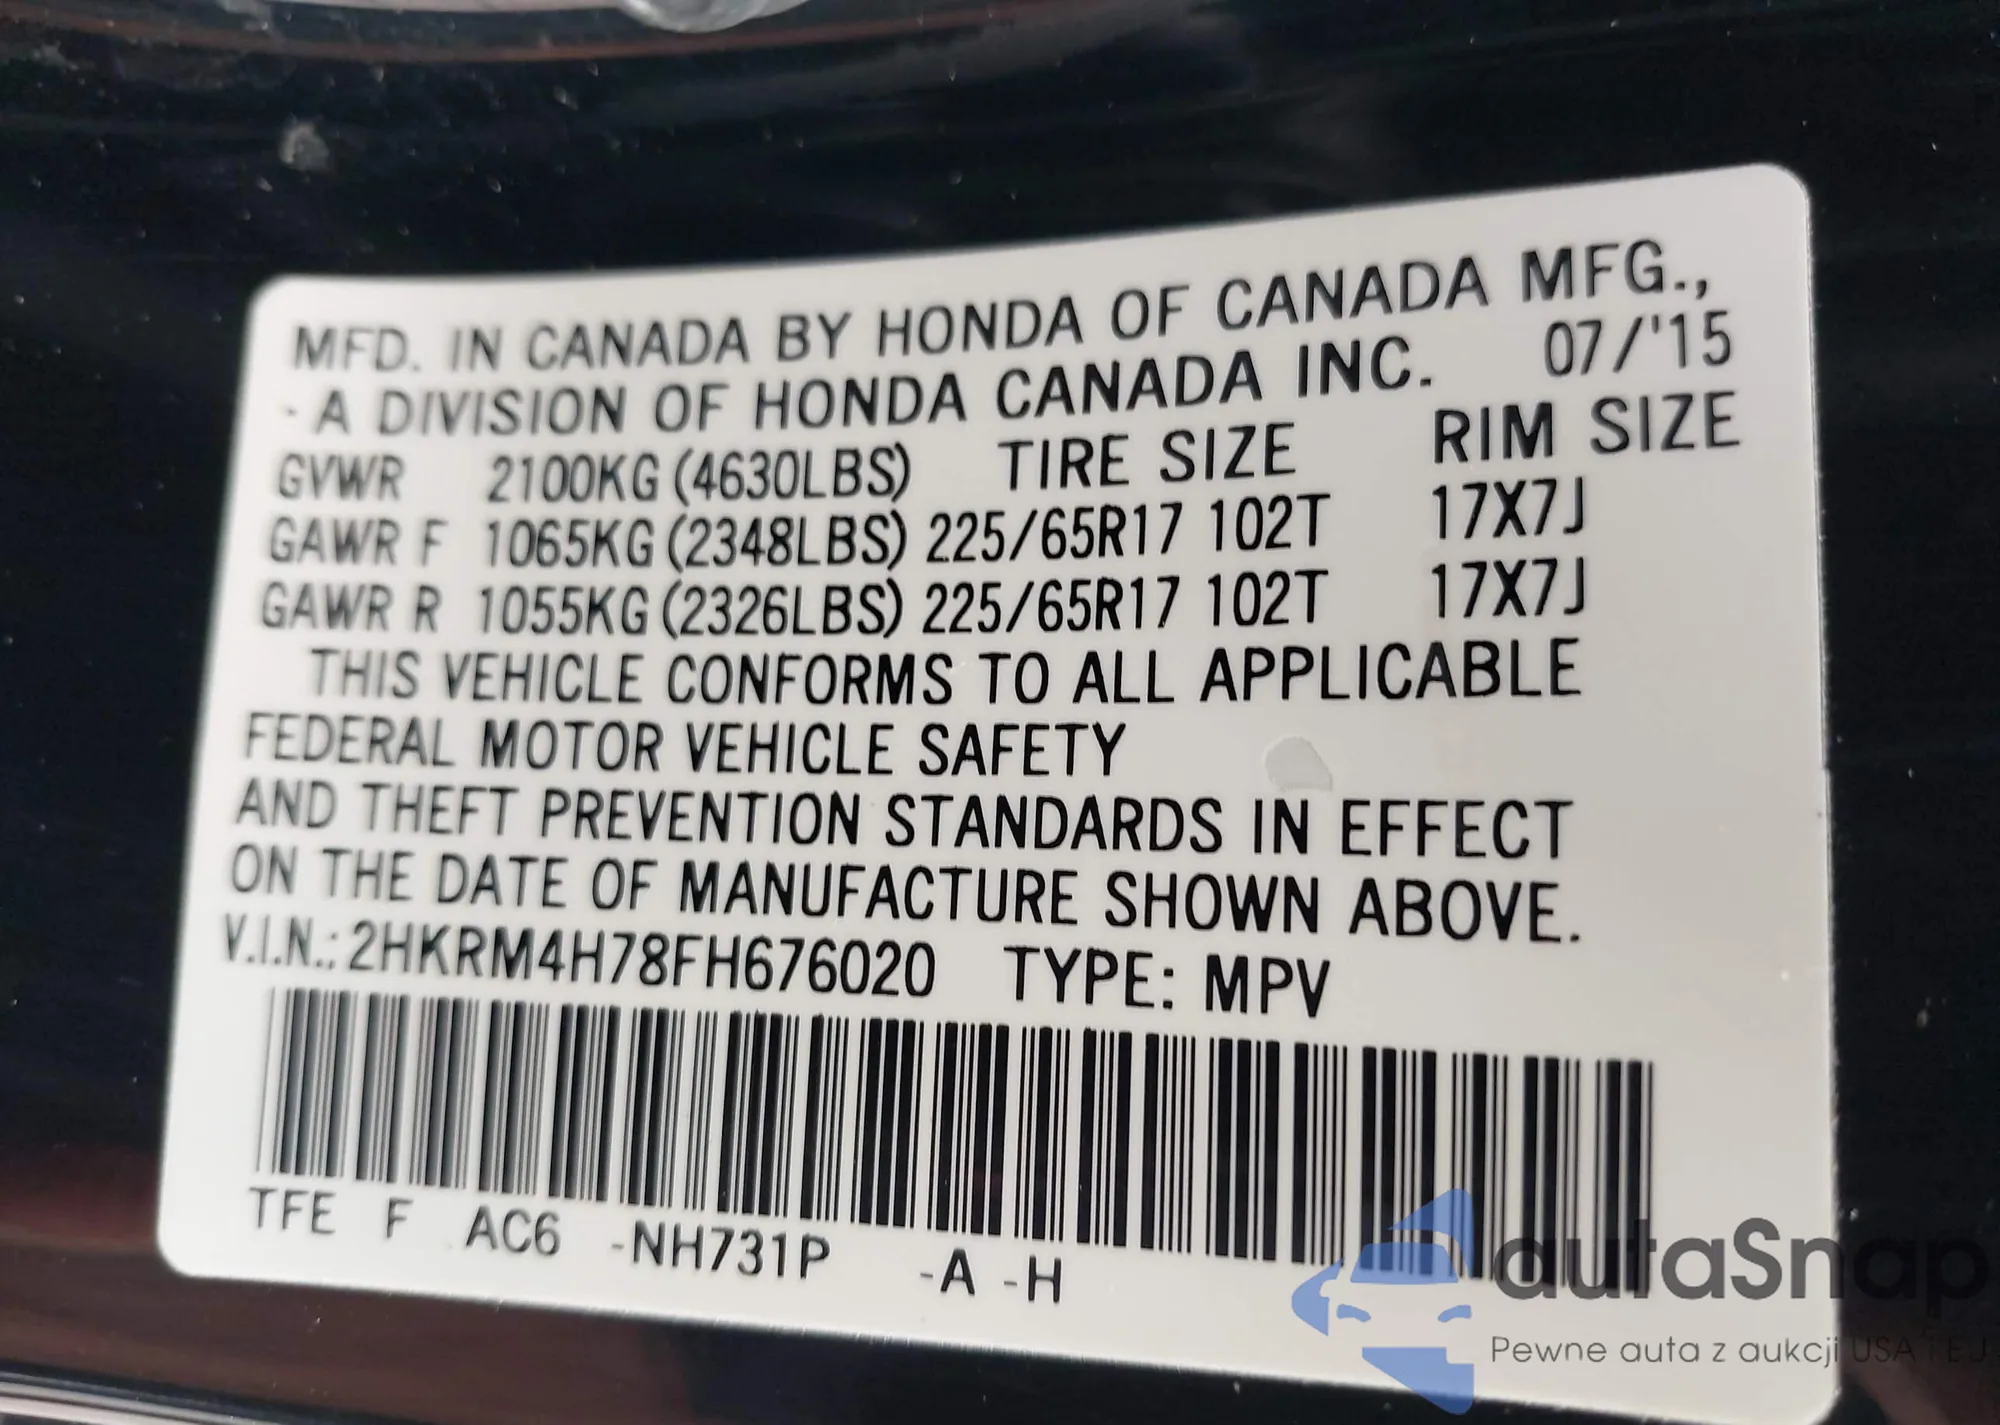 MFD. IN CANADA BY HONDA OF CANADA MFG.,
- A DIVISION OF HONDA CANADA INC. 07/'15
GVWR 2100KG (4630LBS) TIRE SIZE RIM SIZE
GAWR F 1065KG (2348LBS) 225/65R17 102T 17X7J
GAWR R 1055KG (2326LBS) 225/65R17 102T 17X7J
THIS VEHICLE CONFORMS TO ALL APPLICABLE
FEDERAL MOTOR VEHICLE SAFETY
AND THEFT PREVENTION STANDARDS IN EFFECT
ON THE DATE OF MANUFACTURE SHOWN ABOVE.
V.I.N.: 2HKRM4H78FH676020 TYPE: MPV
TFE F AC6 -NH731P -A -H
autaSnap
Pewne auta z aukcji USA i EJ